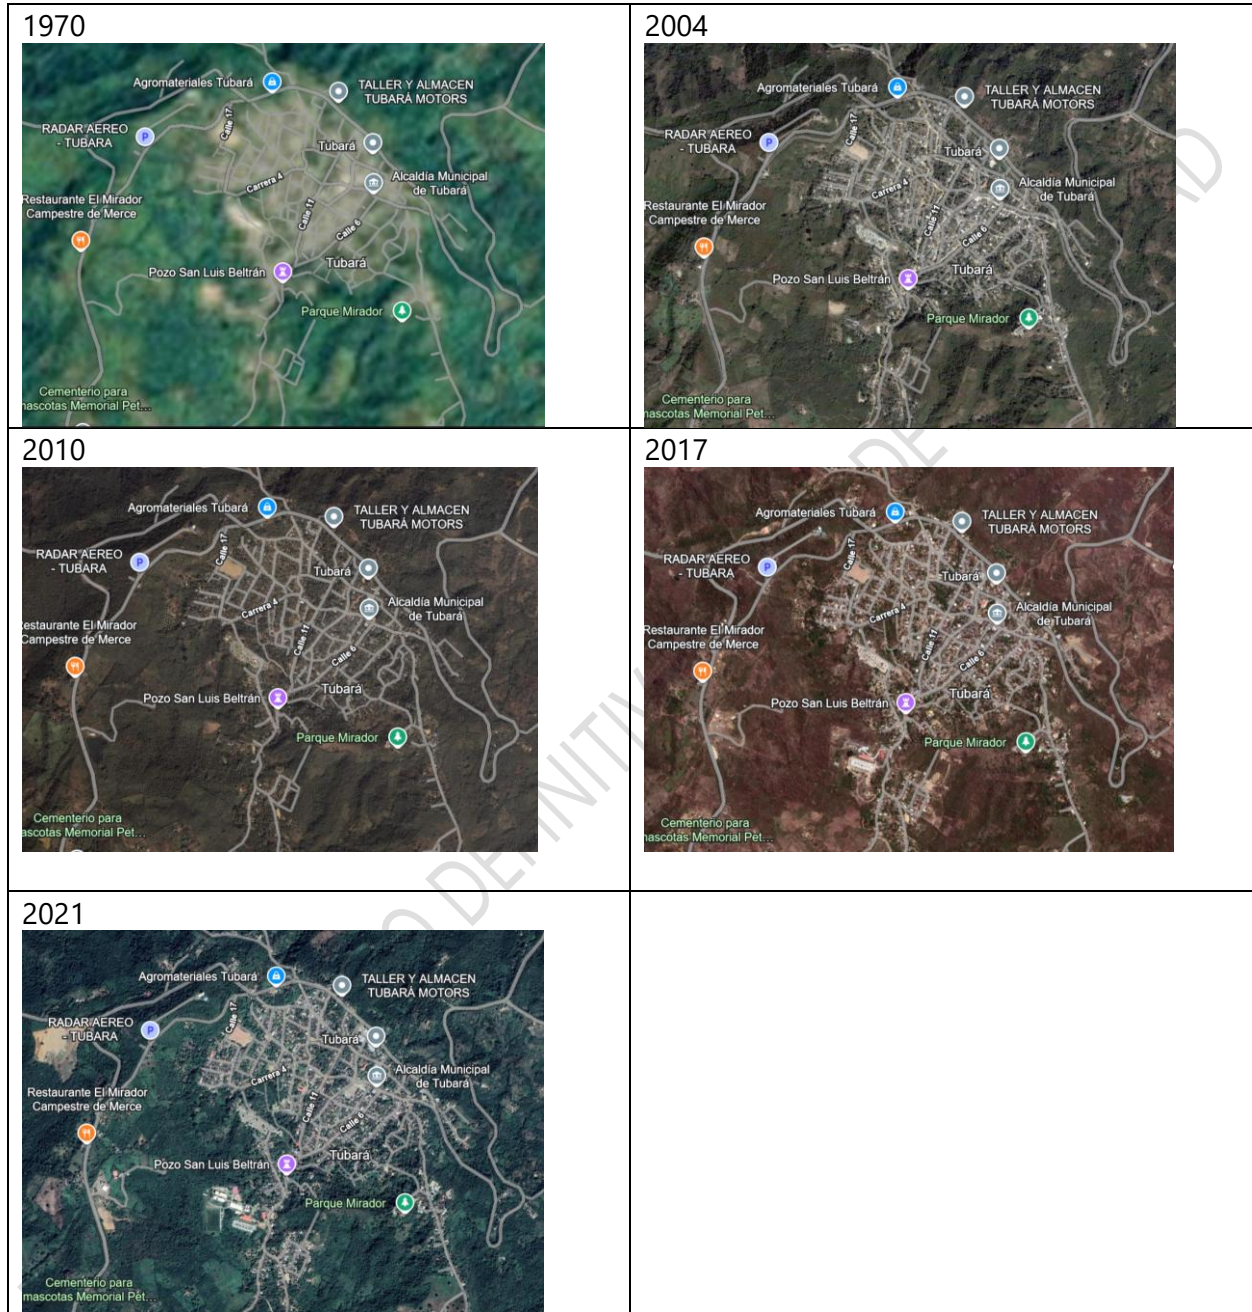 1970
Agromateriales Tubará
TALLER Y ALMACEN
TUBARÁ MOTORS
RADAR AEREO
- TUBARA
Calle 17
Tubará
Carrera 4
Alcaldía Municipal
de Tubará
Restaurante El Mirador
Campestre de Merce
Calle 11
Calle 6
Pozo San Luis Beltrán
Tubará
Parque Mirador
Cementerio para
mascotas Memorial Pet...
2004
Agromateriales Tubará
TALLER Y ALMACEN
TUBARÁ MOTORS
RADAR AEREO
- TUBARA
Calle 17
Tubará
Carrera 4
Alcaldía Municipal
de Tubará
Restaurante El Mirador
Campestre de Merce
Calle 11
Calle 6
Pozo San Luis Beltrán
Tubará
Parque Mirador
Cementerio para
mascotas Memorial Pet...
2010
Agromateriales Tubará
TALLER Y ALMACEN
TUBARÁ MOTORS
RADAR AEREO
- TUBARA
Calle 17
Tubará
Carrera 4
Alcaldía Municipal
de Tubará
Restaurante El Mirador
Campestre de Merce
Calle 11
Calle 6
Pozo San Luis Beltrán
Tubará
Parque Mirador
Cementerio para
ascotas Memorial Pet...
2017
Agromateriales Tubará
TALLER Y ALMACEN
TUBARÁ MOTORS
RADAR AEREO
- TUBARA
Calle 17
Tubará
Carrera 4
Alcaldía Municipal
de Tubará
Restaurante El Mirador
Campestre de Merce
Calle 11
Calle 6
Pozo San Luis Beltrán
Tubará
Parque Mirador
Cementerio para
mascotas Memorial Pet...
2021
Agromateriales Tubará
TALLER Y ALMACEN
TUBARÁ MOTORS
RADAR AEREO
- TUBARA
Calle 17
Tubará
Carrera 4
Alcaldía Municipal
de Tubará
Restaurante El Mirador
Campestre de Merce
Calle 11
Calle 6
Pozo San Luis Beltrán
Tubará
Parque Mirador
Cementerio para
mascotas Memorial Pet...